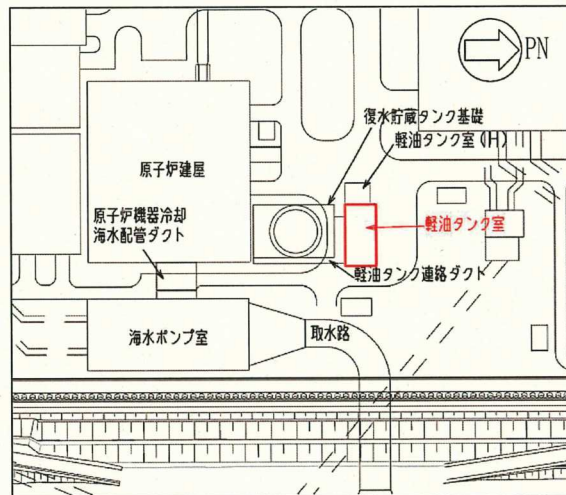 PN
復水貯蔵タンク基礎
軽油タンク室(H)
原子炉建屋
軽油タンク室
原子炉機器冷却
海水配管ダクト
軽油タンク連絡ダクト
海水ポンプ室
取水路